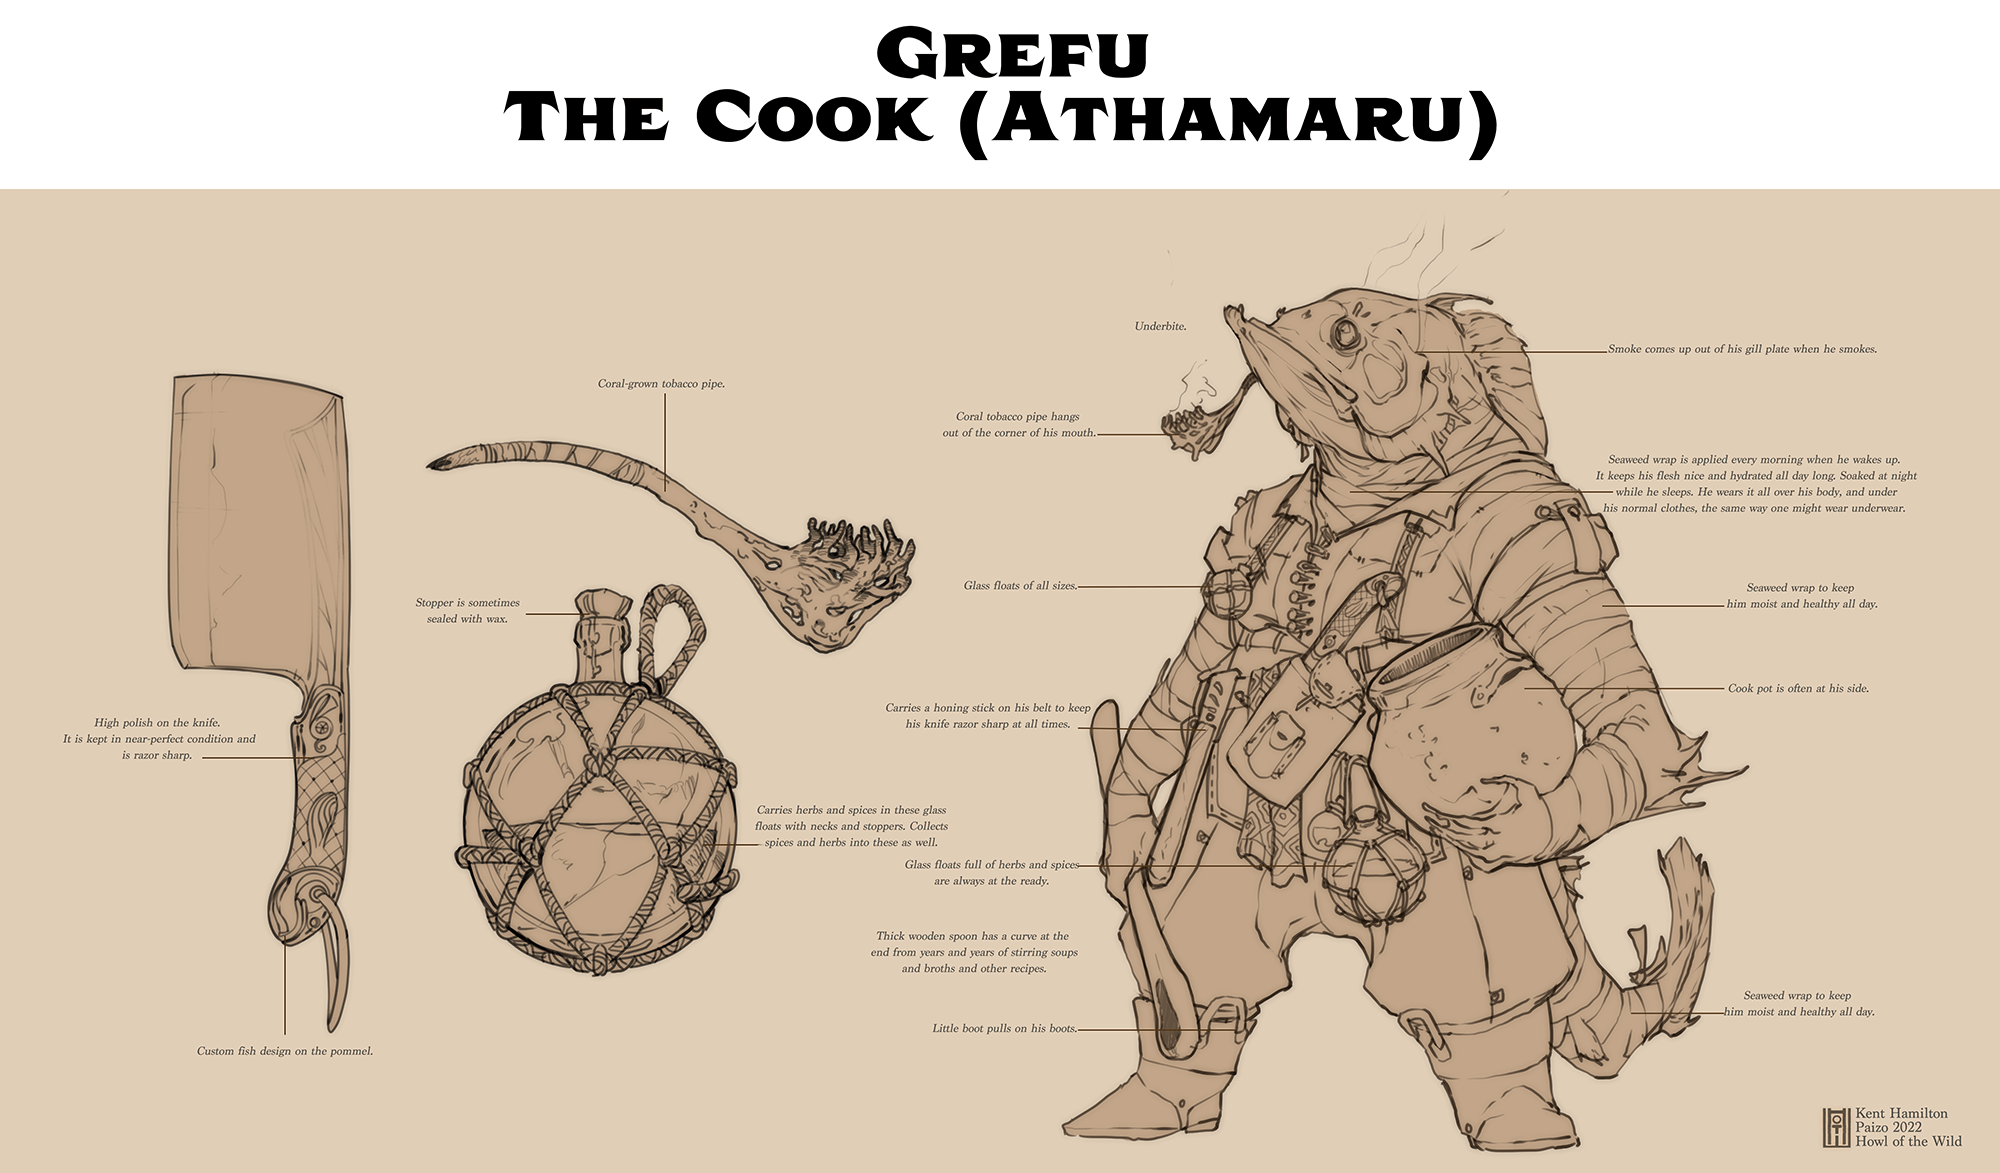 GREFU
THE COOK (ATHAMARU)
Underbite.
Smoke comes up out of his gill plate when he smokes.
Coral-grown tobacco pipe.
Coral tobacco pipe hangs
out of the corner of his mouth.
Seaweed wrap is applied every morning when he wakes up.
It keeps his flesh nice and hydrated all day long. Soaked at night
while he sleeps. He wears it all over his body, and under
his normal clothes, the same way one might wear underwear.
Stopper is sometimes
sealed with wax.
Glass floats of all sizes.
Seaweed wrap to keep
him moist and healthy all day.
Cook pot is often at his side.
Carries a honing stick on his belt to keep
his knife razor sharp at all times.
High polish on the knife.
It is kept in near-perfect condition and
is razor sharp.
Carries herbs and spices in these glass
floats with necks and stoppers. Collects
spices and herbs into these as well.
Glass floats full of herbs and spices
are always at the ready.
Thick wooden spoon has a curve at the
end from years and years of stirring soups
and broths and other recipes.
Seaweed wrap to keep
him moist and healthy all day.
Little boot pulls on his boots.
Custom fish design on the pommel.
Kent Hamilton
Paizo 2022
Howl of the Wild